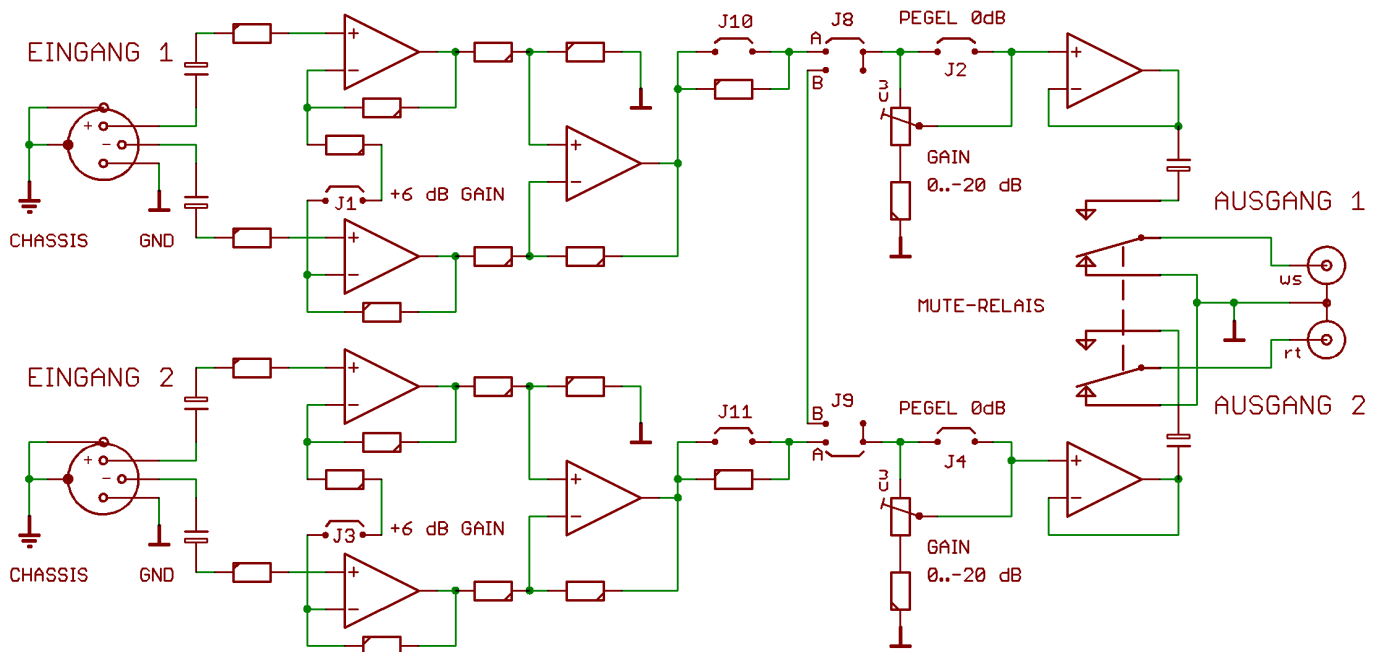 J10
J8
PEGEL 0dB
EINGANG 1
+
−
+
A
B
J2
+
−
3U
+
−
+
−
GAIN
0..-20 dB
J1
+6 dB GAIN
CHASSIS
GND
+
−
AUSGANG 1
ws
MUTE-RELAIS
rt
EINGANG 2
+
−
J11
B
J9
A
PEGEL 0dB
AUSGANG 2
J4
+
−
3U
+
−
+
−
J3
+6 dB GAIN
GAIN
0..-20 dB
CHASSIS
GND
+
−